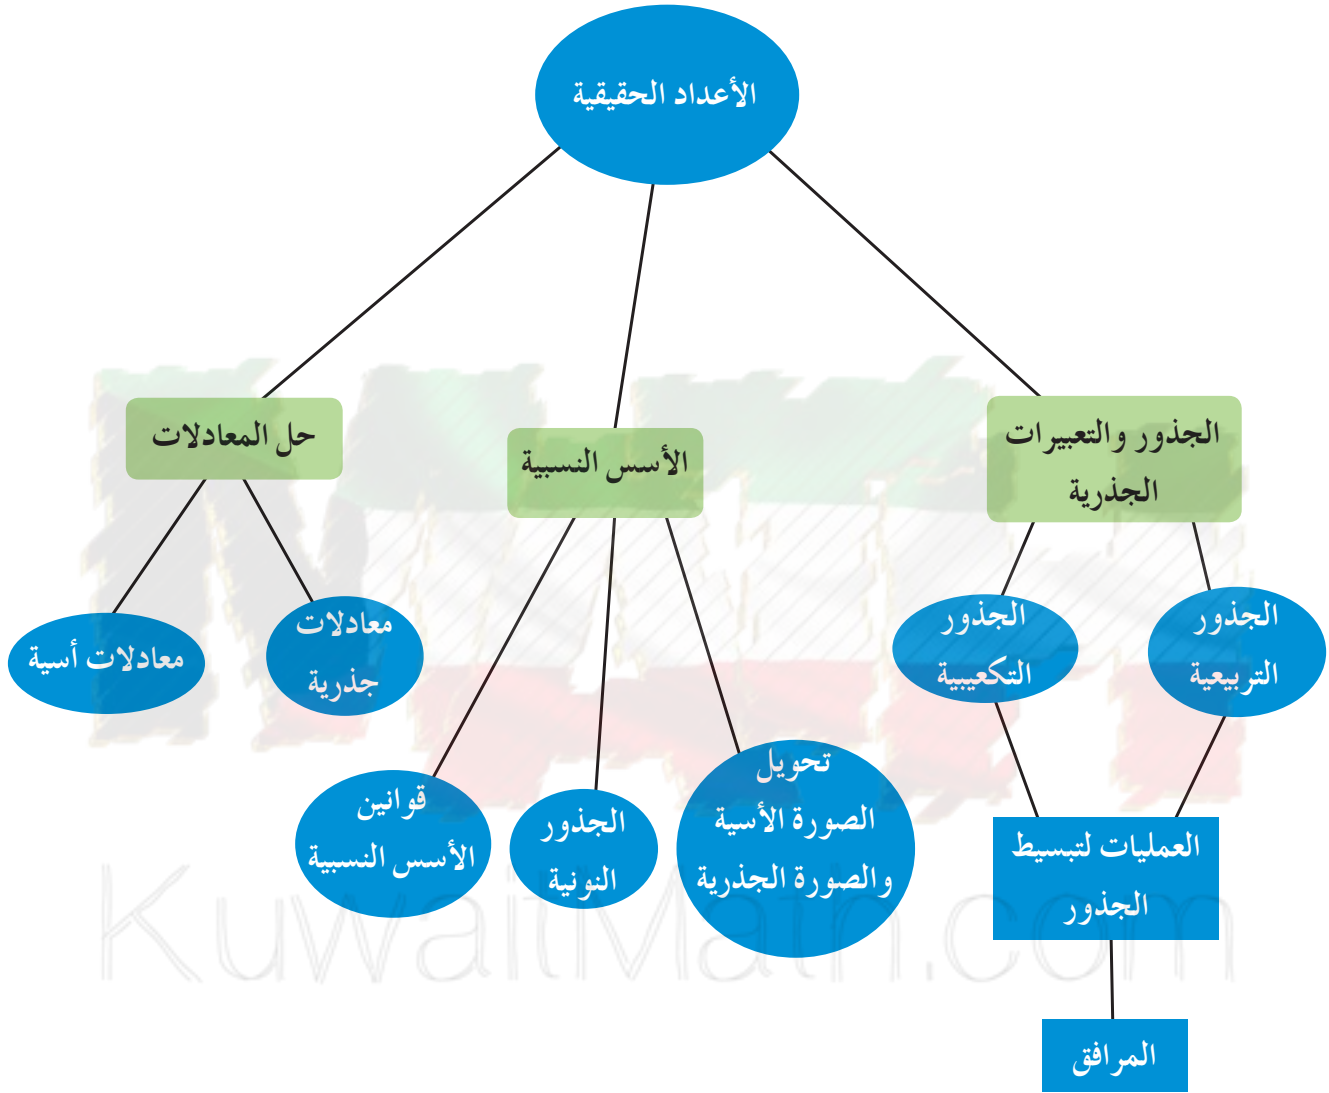 الأعداد الحقيقية
الجذور والتعبيرات
الجذرية
الأسس النسبية
حل المعادلات
الجذور
التربيعية
الجذور
التكعيبية
معادلات
جذرية
معادلات أسية
تحويل
الصورة الأسية
والصورة الجذرية
الجذور
النونية
قوانين
الأسس النسبية
العمليات لتبسيط
الجذور
المرافق
KuwaitMath.com